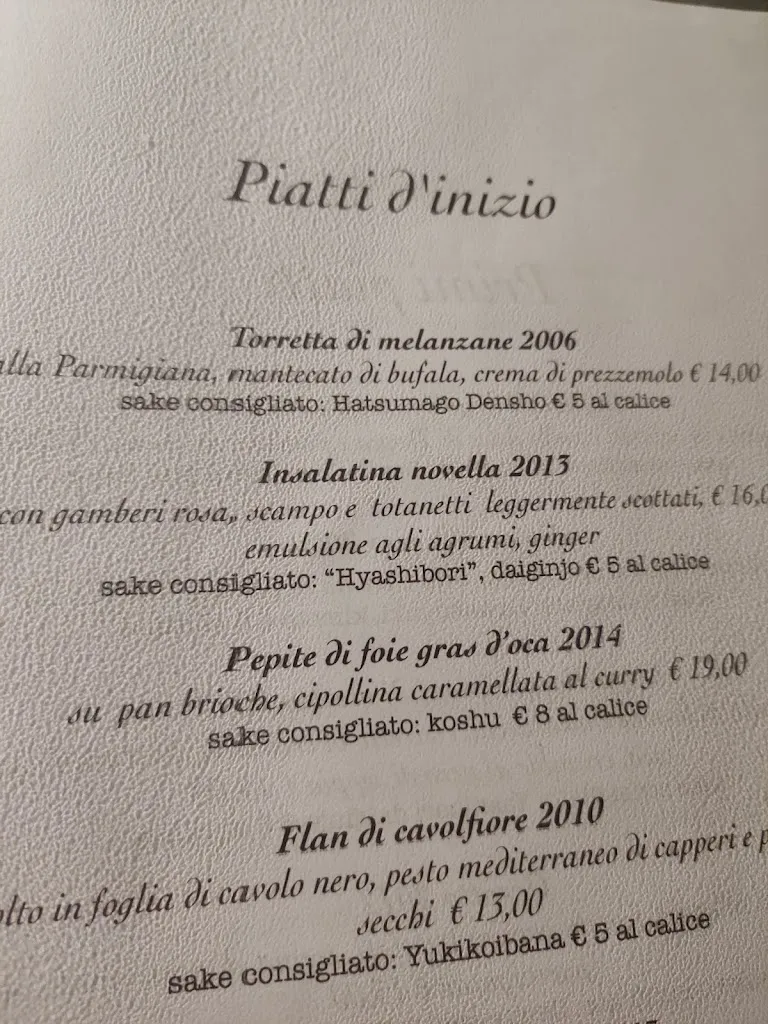 Piatti d'inizio
Torretta di melanzane 2006
alla Parmigiana, mantecato di bufala, crema di prezzemolo € 14,00
sake consigliato: Hatsumago Densho € 5 al calice
Insalatina novella 2013
con gamberi rosa,, scampo e totanetti leggermente scottati, € 16,0
emulsione agli agrumi, ginger
sake consigliato: “Hyashibori”, daiginjo € 5 al calice
Pepite di foie gras d’oca 2014
su pan brioche, cipollina caramellata al curry € 19,00
sake consigliato: koshu € 8 al calice
Flan di cavolfiore 2010
olto in foglia di cavolo nero, pesto mediterraneo di capperi e p
secchi € 13,00
sake consigliato: Yukikoibana € 5 al calice